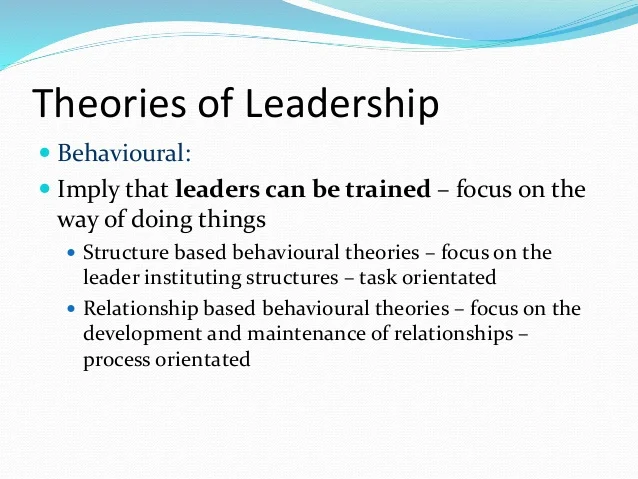 Theories of Leadership
Behavioural:
Imply that leaders can be trained – focus on the
way of doing things
Structure based behavioural theories – focus on the
leader instituting structures – task orientated
Relationship based behavioural theories – focus on the
development and maintenance of relationships –
process orientated